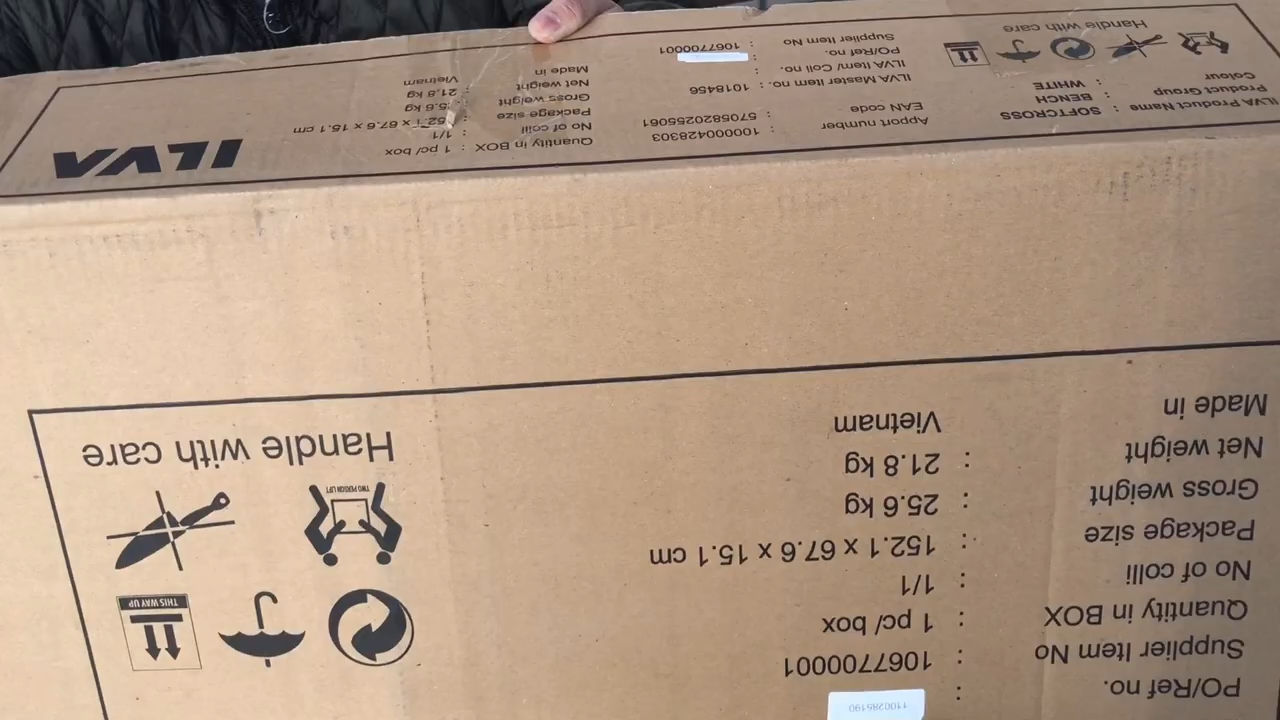 ILVA Product Name : SOFTCROSS
Product Group : BENCH
Colour : WHITE
Handle with care
Apport number : 10000428303
EAN code : 5705820255061
ILVA Master Item no. : 1018456
ILVA Item/ Coli no. :
PO/Ref no. :
Supplier Item No : 1067700001
Quantity in BOX : 1 pc/ box
No of colli : 1/1
Package size : 152.1 x 67.6 x 15.1 cm
Gross weight : 25.6 kg
Net weight : 21.8 kg
Made in Vietnam
ILVA
PO/Ref no. : 1100285190
Supplier Item No : 1067700001
Quantity in BOX : 1 pc/ box
No of colli : 1/1
Package size : 152.1 x 67.6 x 15.1 cm
Gross weight : 25.6 kg
Net weight : 21.8 kg
Made in Vietnam
THIS WAY UP
TWO PERSON LIFT
Handle with care